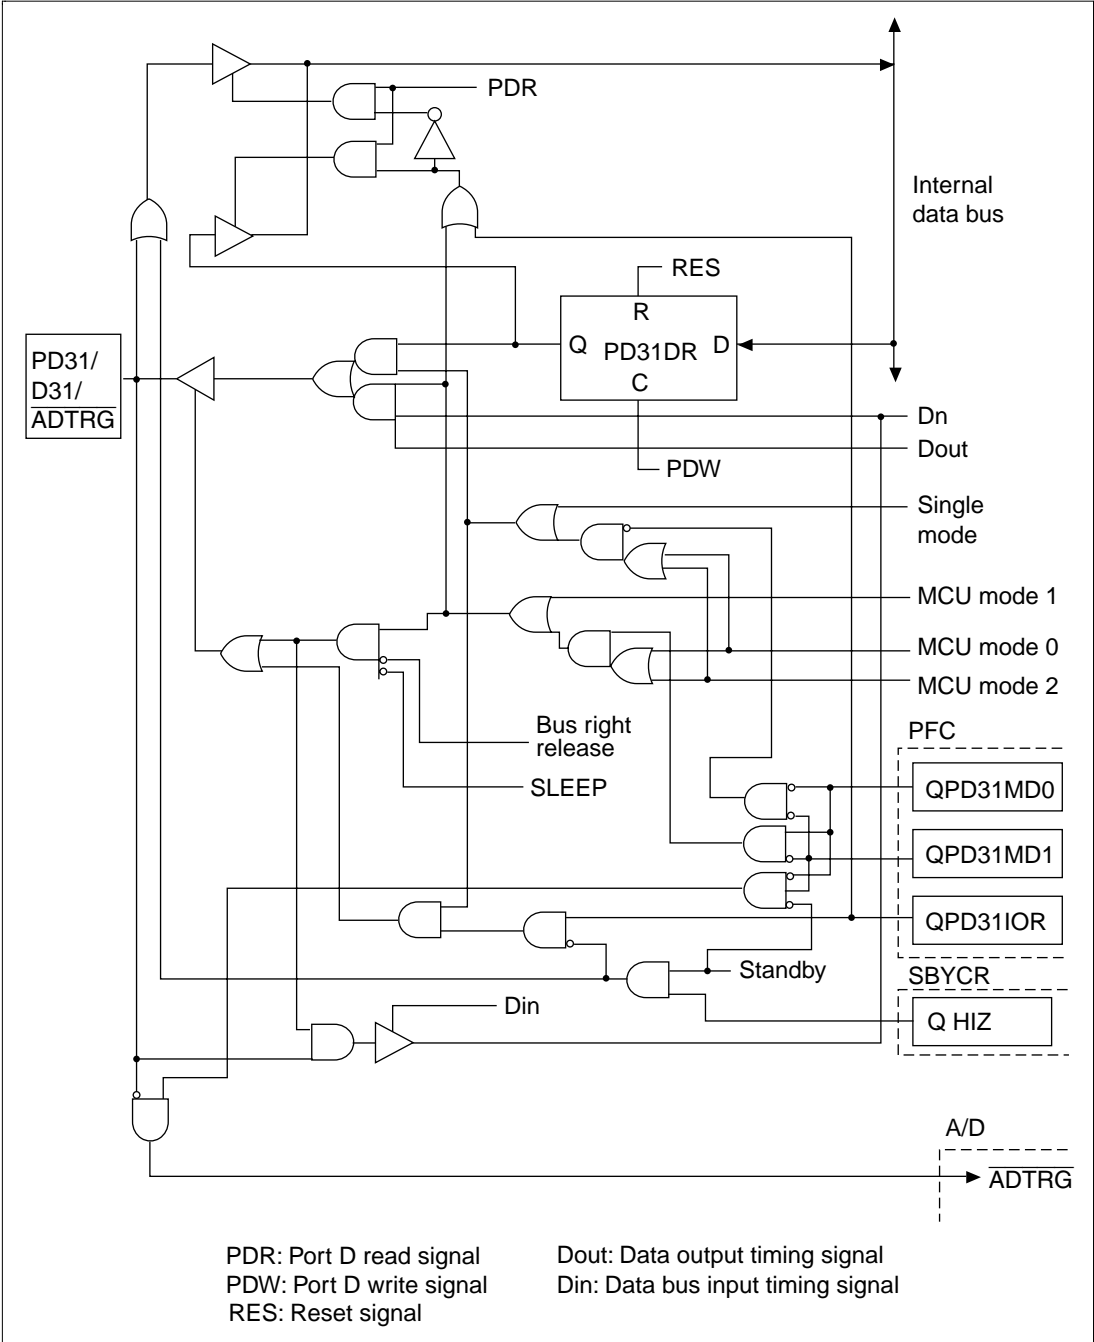 PDR
Internal
data bus
RES
R
Q
PD31DR
D
C
PD31/
D31/
ADTRG
Dn
Dout
PDW
Single
mode
MCU mode 1
MCU mode 0
MCU mode 2
Bus right
release
SLEEP
PFC
QPD31MD0
QPD31MD1
QPD31IOR
Standby
SBYCR
Q HIZ
Din
A/D
ADTRG
PDR: Port D read signal
PDW: Port D write signal
RES: Reset signal
Dout: Data output timing signal
Din: Data bus input timing signal